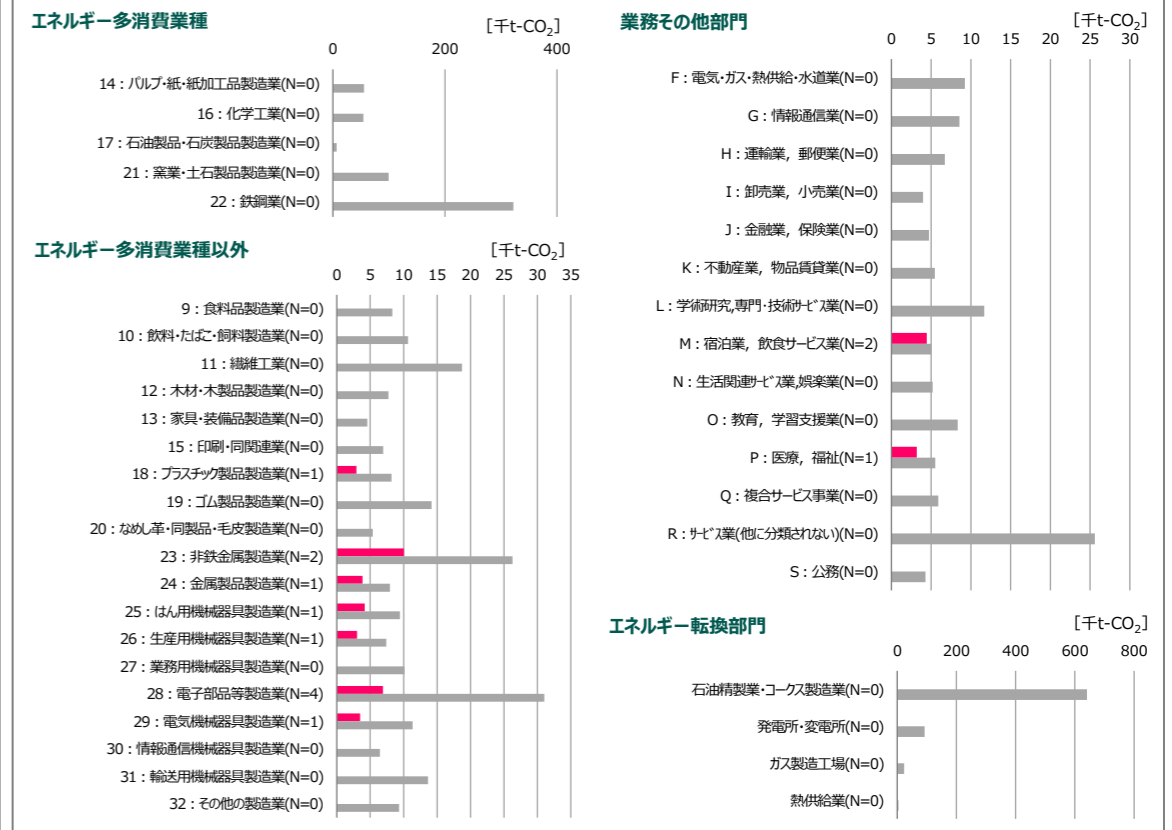 エネルギー多消費業種
[千t-CO2]
0 200 400
14：パルプ・紙・紙加工品製造業(N=0)
16：化学工業(N=0)
17：石油製品・石炭製品製造業(N=0)
21：窯業・土石製品製造業(N=0)
22：鉄鋼業(N=0)
エネルギー多消費業種以外
[千t-CO2]
0 5 10 15 20 25 30 35
9：食料品製造業(N=0)
10：飲料・たばこ・飼料製造業(N=0)
11：繊維工業(N=0)
12：木材・木製品製造業(N=0)
13：家具・装備品製造業(N=0)
15：印刷・同関連業(N=0)
18：プラスチック製品製造業(N=1)
19：ゴム製品製造業(N=0)
20：なめし革・同製品・毛皮製造業(N=0)
23：非鉄金属製造業(N=2)
24：金属製品製造業(N=1)
25：はん用機械器具製造業(N=1)
26：生産用機械器具製造業(N=1)
27：業務用機械器具製造業(N=0)
28：電子部品等製造業(N=4)
29：電気機械器具製造業(N=1)
30：情報通信機械器具製造業(N=0)
31：輸送用機械器具製造業(N=0)
32：その他の製造業(N=0)
業務その他部門
[千t-CO2]
0 5 10 15 20 25 30
F：電気・ガス・熱供給・水道業(N=0)
G：情報通信業(N=0)
H：運輸業，郵便業(N=0)
I：卸売業，小売業(N=0)
J：金融業，保険業(N=0)
K：不動産業，物品賃貸業(N=0)
L：学術研究,専門・技術サービス業(N=0)
M：宿泊業，飲食サービス業(N=2)
N：生活関連サービス業,娯楽業(N=0)
O：教育，学習支援業(N=0)
P：医療，福祉(N=1)
Q：複合サービス事業(N=0)
R：サービス業(他に分類されない)(N=0)
S：公務(N=0)
エネルギー転換部門
[千t-CO2]
0 200 400 600 800
石油精製業・コークス製造業(N=0)
発電所・変電所(N=0)
ガス製造工場(N=0)
熱供給業(N=0)